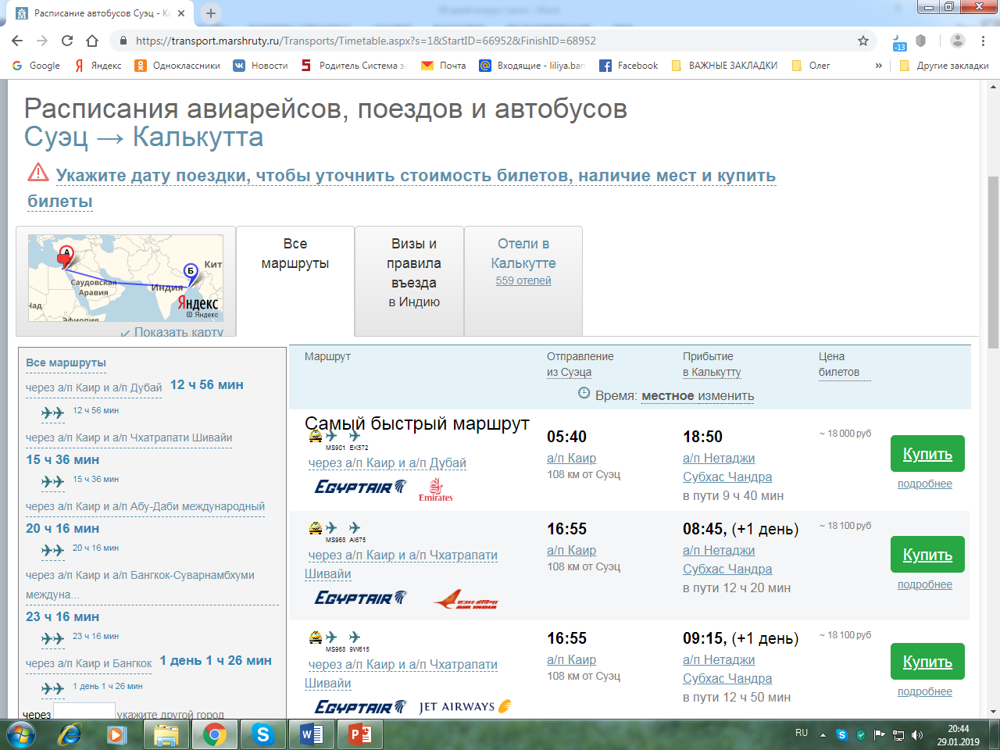 Расписание автобусов Суэц - Ка
https://transport.marshruty.ru/Transports/Timetable.aspx?s=1&StartID=66952&FinishID=68952
-13
Google
Яндекс
Одноклассники
Новости
Родитель Система эл
Почта
Входящие - liliya.ban
Facebook
ВАЖНЫЕ ЗАКЛАДКИ
Олег
»
Другие закладки
Расписания авиарейсов, поездов и автобусов
Суэц → Калькутта
Укажите дату поездки, чтобы уточнить стоимость билетов, наличие мест и купить
билеты
А
Б
Кит
Саудовская
Аравия
Индия
Чад
Эфиопия
Яндекс
© Яндекс
Показать карту
Все
маршруты
Визы и
правила
въезда
в Индию
Отели в
Калькутте
559 отелей
Все маршруты
через а/п Каир и а/п Дубай 12 ч 56 мин
12 ч 56 мин
через а/п Каир и а/п Чхатрапати Шивайи
15 ч 36 мин
15 ч 36 мин
через а/п Каир и а/п Абу-Даби международный
20 ч 16 мин
20 ч 16 мин
через а/п Каир и а/п Бангкок-Суварнамбхуми
междуна...
23 ч 16 мин
23 ч 16 мин
через а/п Каир и Бангкок 1 день 1 ч 26 мин
1 день 1 ч 26 мин
через укажите другой город
Маршрут
Отправление
из Суэца
Прибытие
в Калькутту
Цена
билетов
Время: местное изменить
Самый быстрый маршрут
MS901 EK572
через а/п Каир и а/п Дубай
EGYPTAIR
Emirates
05:40
а/п Каир
108 км от Суэц
18:50
а/п Нетаджи
Субхас Чандра
в пути 9 ч 40 мин
~ 18 000 руб
Купить
подробнее
MS968 AI675
через а/п Каир и а/п Чхатрапати
Шивайи
EGYPTAIR
AIR INDIA
16:55
а/п Каир
108 км от Суэц
08:45, (+1 день)
а/п Нетаджи
Субхас Чандра
в пути 12 ч 20 мин
~ 18 100 руб
Купить
подробнее
MS968 9W615
через а/п Каир и а/п Чхатрапати
Шивайи
EGYPTAIR
JET AIRWAYS
16:55
а/п Каир
108 км от Суэц
09:15, (+1 день)
а/п Нетаджи
Субхас Чандра
в пути 12 ч 50 мин
~ 18 100 руб
Купить
подробнее
RU
20:44
29.01.2019